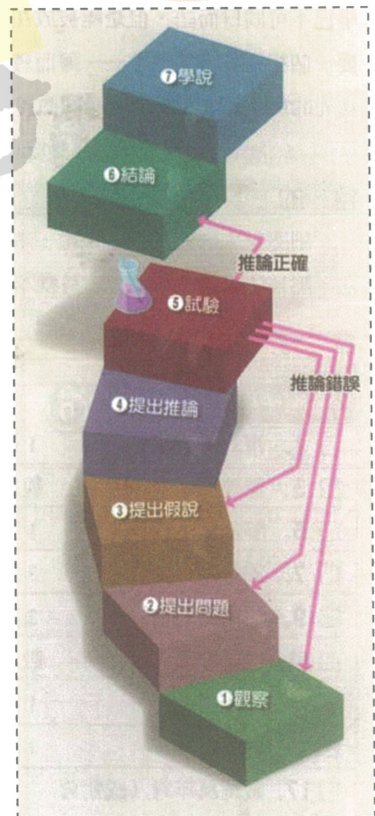 ❼學說
❻結論
推論正確
❺試驗
推論錯誤
❹提出推論
❸提出假說
❷提出問題
❶觀察